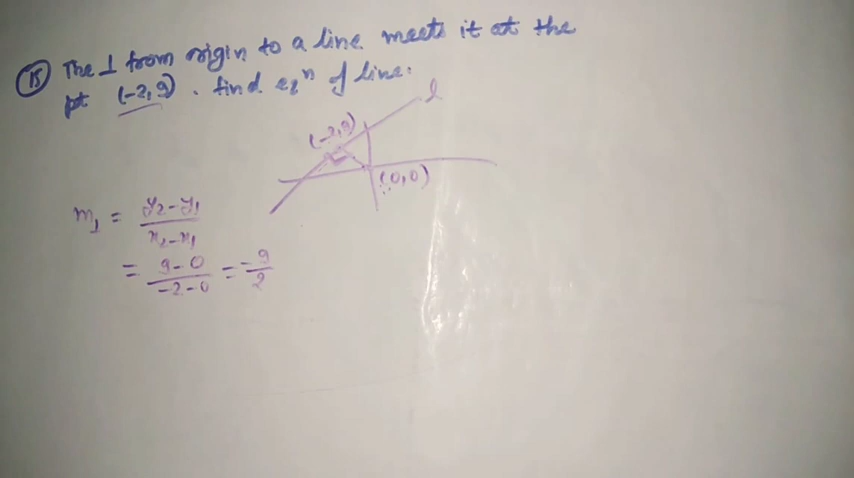 (15) The ⊥ from origin to a line meets it at the
pt (-2,9). find eqⁿ of line.
l
(-2,9)
(0,0)
m⊥ = y₂-y₁/x₂-x₁
= 9-0/-2-0 = -9/2